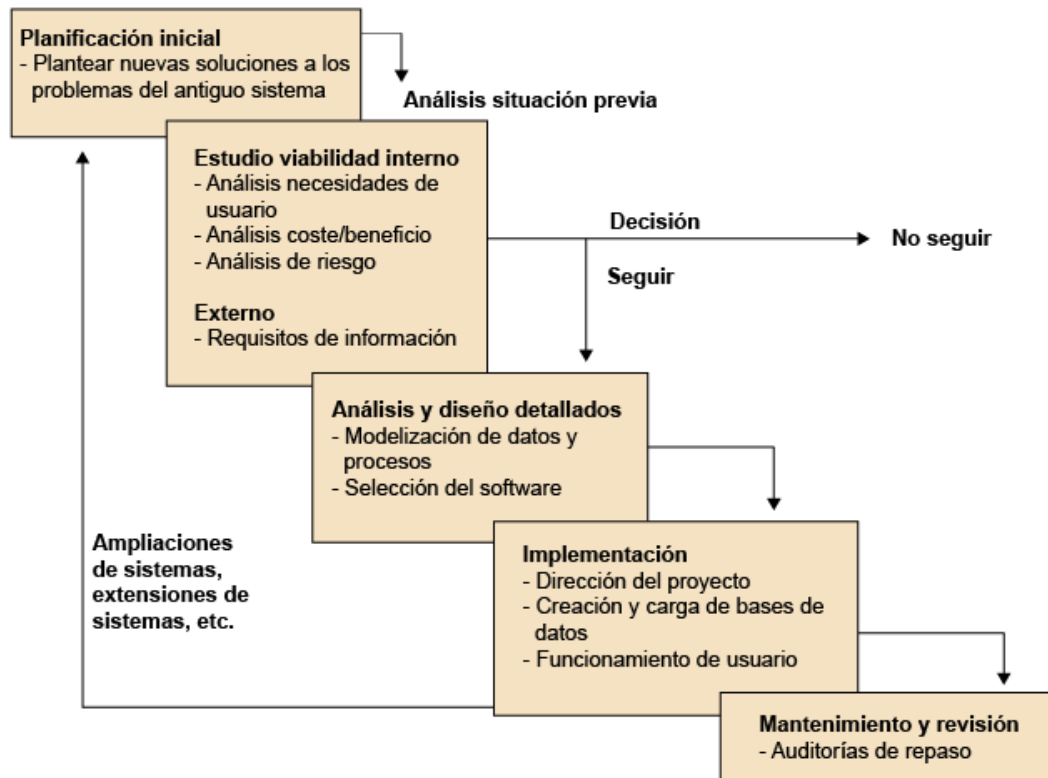 Planificación inicial
- Plantear nuevas soluciones a los
problemas del antiguo sistema
Análisis situación previa
Estudio viabilidad interno
- Análisis necesidades de
usuario
- Análisis coste/beneficio
- Análisis de riesgo
Externo
- Requisitos de información
Decisión
No seguir
Seguir
Análisis y diseño detallados
- Modelización de datos y
procesos
- Selección del software
Ampliaciones
de sistemas,
extensiones de
sistemas, etc.
Implementación
- Dirección del proyecto
- Creación y carga de bases de
datos
- Funcionamiento de usuario
Mantenimiento y revisión
- Auditorías de repaso